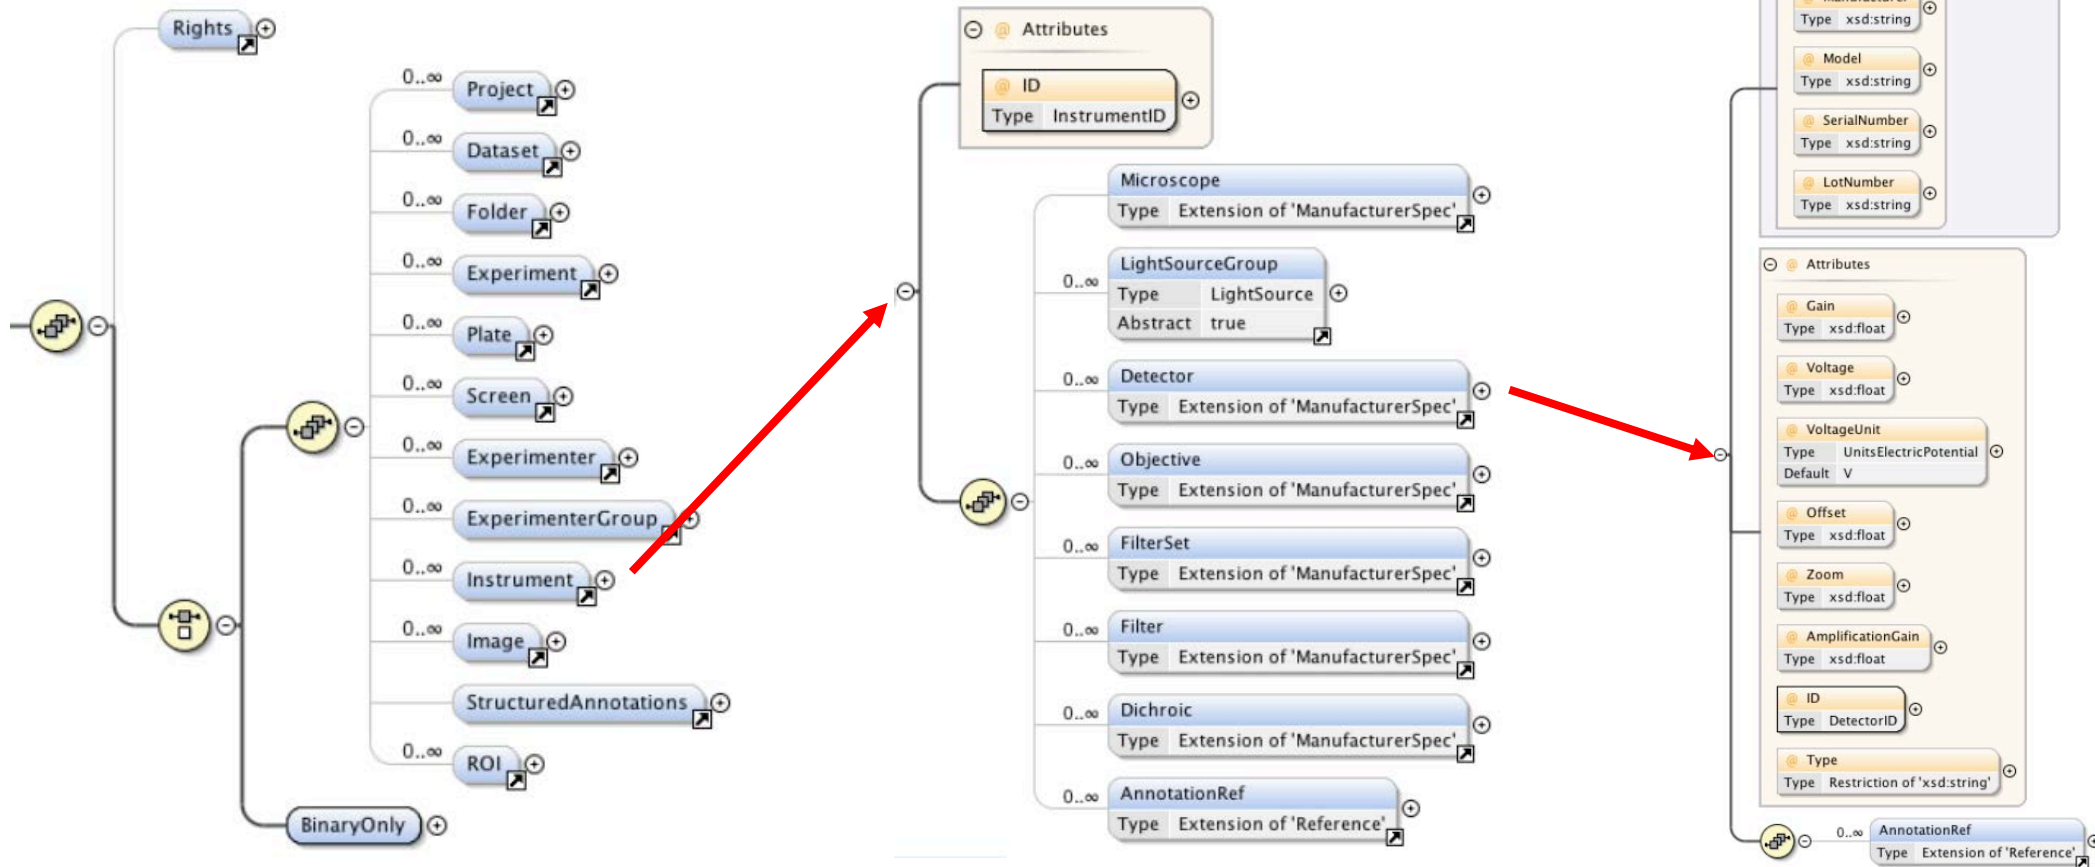 Rights
0..∞
Project
0..∞
Dataset
0..∞
Folder
0..∞
Experiment
0..∞
Plate
0..∞
Screen
0..∞
Experimenter
0..∞
ExperimenterGroup
0..∞
Instrument
0..∞
Image
StructuredAnnotations
0..∞
ROI
BinaryOnly
@ Attributes
@ ID
Type InstrumentID
Microscope
Type Extension of 'ManufacturerSpec'
0..∞
LightSourceGroup
Type LightSource
Abstract true
0..∞
Detector
Type Extension of 'ManufacturerSpec'
0..∞
Objective
Type Extension of 'ManufacturerSpec'
0..∞
FilterSet
Type Extension of 'ManufacturerSpec'
0..∞
Filter
Type Extension of 'ManufacturerSpec'
0..∞
Dichroic
Type Extension of 'ManufacturerSpec'
0..∞
AnnotationRef
Type Extension of 'Reference'
@ Manufacturer
Type xsd:string
@ Model
Type xsd:string
@ SerialNumber
Type xsd:string
@ LotNumber
Type xsd:string
@ Attributes
@ Gain
Type xsd:float
@ Voltage
Type xsd:float
@ VoltageUnit
Type UnitsElectricPotential
Default V
@ Offset
Type xsd:float
@ Zoom
Type xsd:float
@ AmplificationGain
Type xsd:float
@ ID
Type DetectorID
@ Type
Type Restriction of 'xsd:string'
0..∞
AnnotationRef
Type Extension of 'Reference'